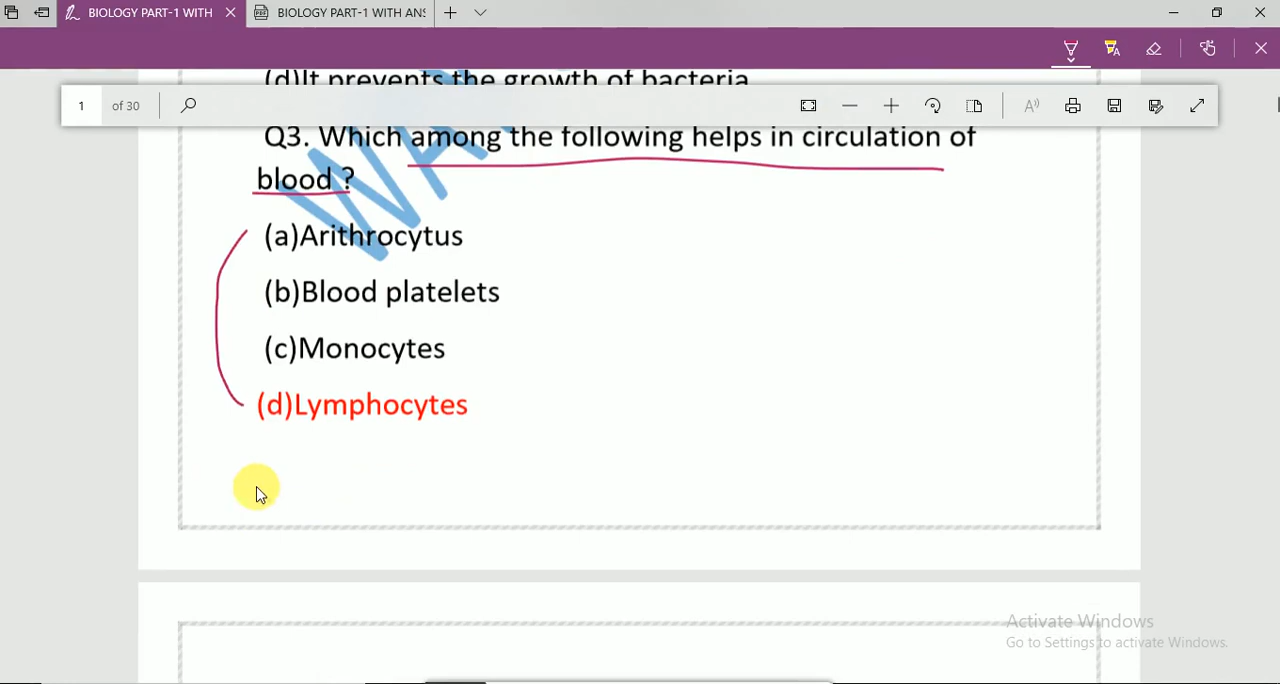 BIOLOGY PART-1 WITH
BIOLOGY PART-1 WITH ANS
(d)It prevents the growth of bacteria
1 of 30
Q3. Which among the following helps in circulation of
blood ?
(a)Arithrocytus
(b)Blood platelets
(c)Monocytes
(d)Lymphocytes
Activate Windows
Go to Settings to activate Windows.